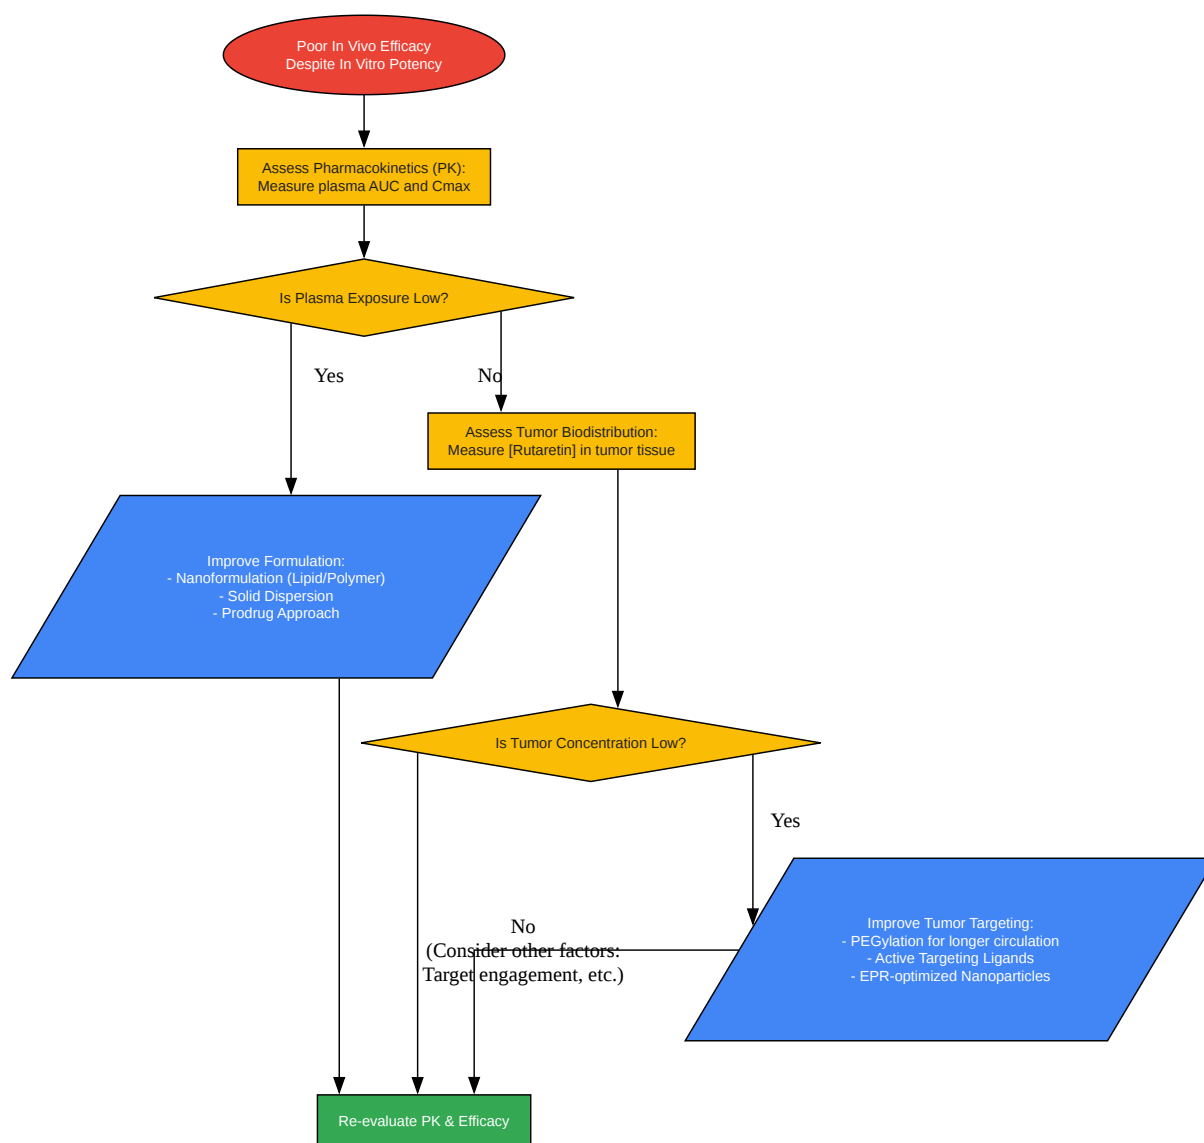 Poor In Vivo Efficacy
Despite In Vitro Potency
Assess Pharmacokinetics (PK):
Measure plasma AUC and Cmax
Is Plasma Exposure Low?
Yes
No
Assess Tumor Biodistribution:
Measure [Rutaretin] in tumor tissue
Improve Formulation:
- Nanoformulation (Lipid/Polymer)
- Solid Dispersion
- Prodrug Approach
Is Tumor Concentration Low?
Yes
No
(Consider other factors:
Target engagement, etc.)
Improve Tumor Targeting:
- PEGylation for longer circulation
- Active Targeting Ligands
- EPR-optimized Nanoparticles
Re-evaluate PK & Efficacy